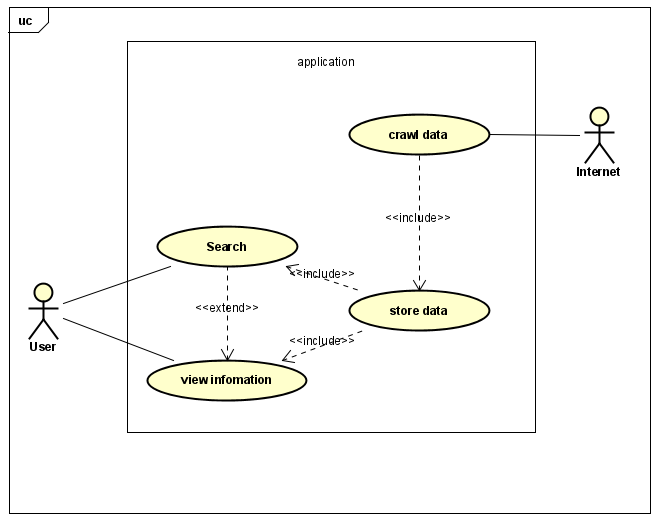 uc
application
crawl data
Internet
<<include>>
Search
<<include>>
<<extend>>
store data
User
<<include>>
view infomation